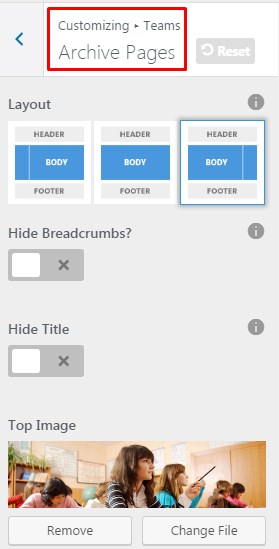 Customizing ▸ Teams
Archive Pages
Reset
Layout
HEADER HEADER HEADER
BODY BODY BODY
FOOTER FOOTER FOOTER
Hide Breadcrumbs?
Hide Title
Top Image
Remove Change File